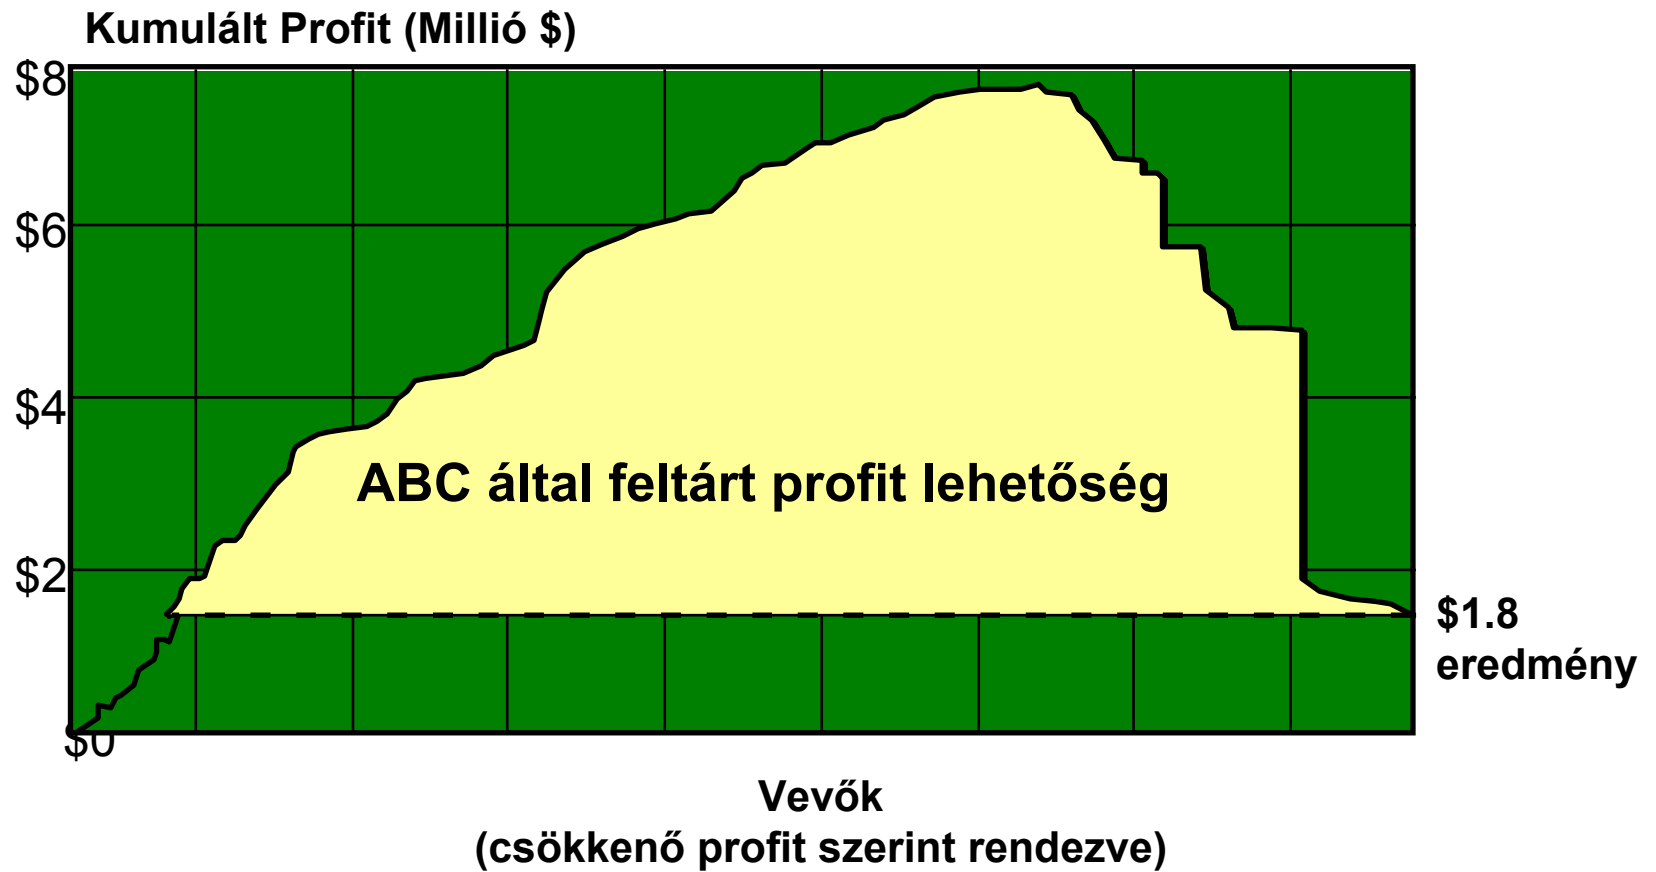 Kumulált Profit (Millió $)
$8
$6
$4
$2
$0
ABC által feltárt profit lehetőség
$1.8
eredmény
Vevők
(csökkenő profit szerint rendezve)